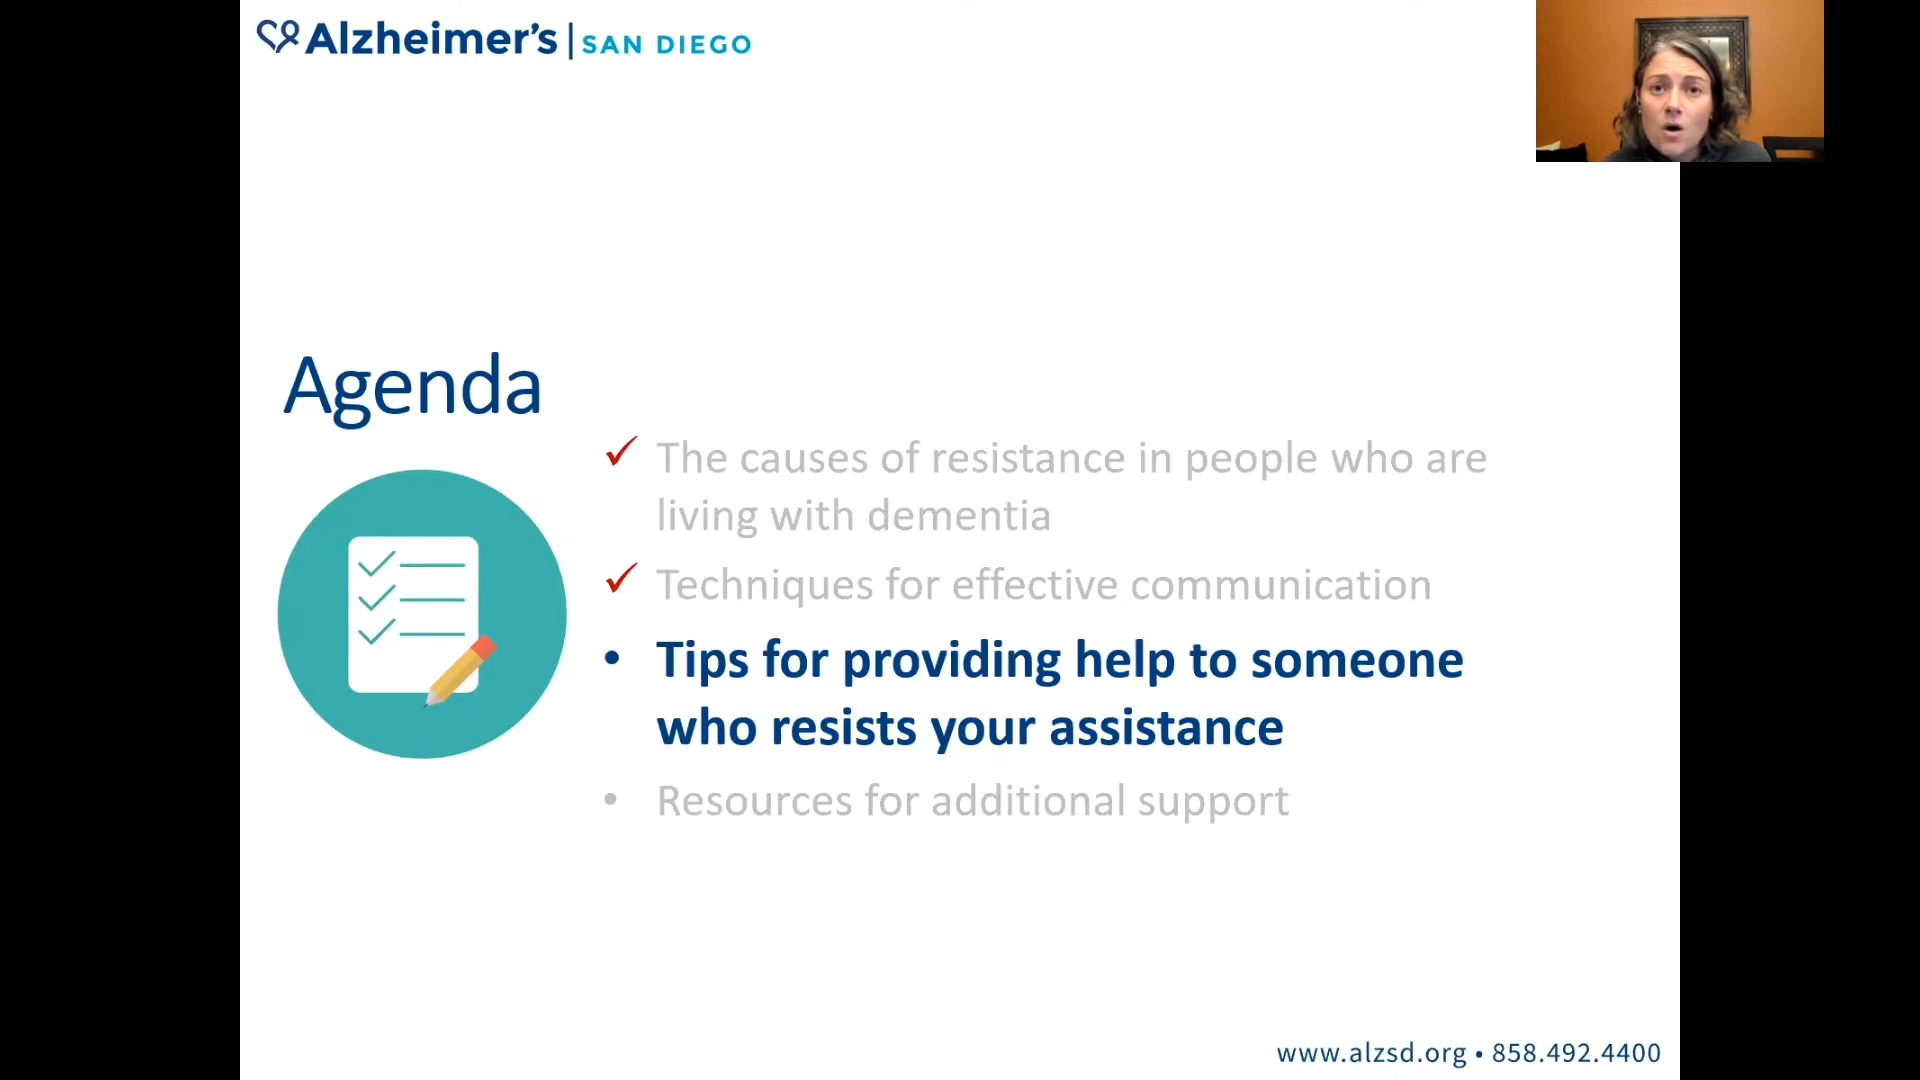 Alzheimer's | SAN DIEGO
Agenda
✓ The causes of resistance in people who are
living with dementia
✓ Techniques for effective communication
• Tips for providing help to someone
who resists your assistance
• Resources for additional support
www.alzsd.org • 858.492.4400